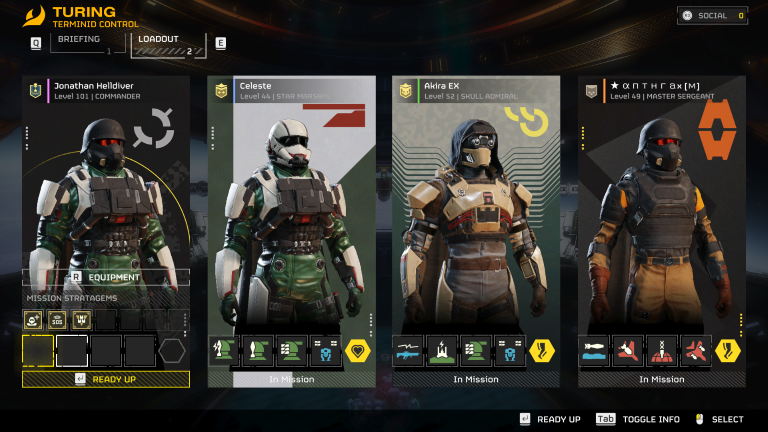 TURING
TERMINID CONTROL
SOCIAL 0
Q
BRIEFING
1
LOADOUT
2
E
Jonathan Helldiver
Level 101 | COMMANDER
Celeste
Level 44 | STAR MARSHAL
Akira EX
Level 52 | SKULL ADMIRAL
★ α π τ н г α x [M]
Level 49 | MASTER SERGEANT
R EQUIPMENT
MISSION STRATAGEMS
SOS
READY UP
In Mission
In Mission
In Mission
READY UP
Tab TOGGLE INFO
SELECT